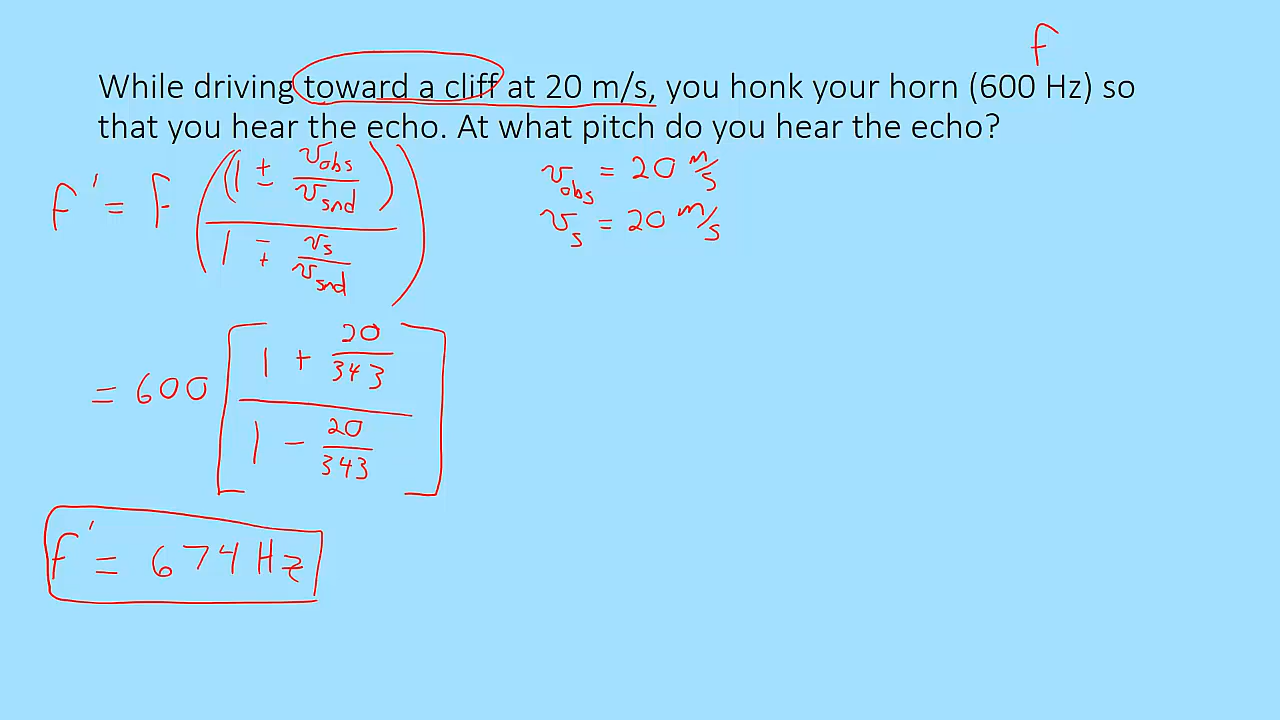 f
While driving toward a cliff at 20 m/s, you honk your horn (600 Hz) so
that you hear the echo. At what pitch do you hear the echo?
f' = f ( (1 ± v_obs/v_snd) / (1 ∓ v_s/v_snd) )
v_obs = 20 m/s
v_s = 20 m/s
= 600 [ (1 + 20/343) / (1 - 20/343) ]
f' = 674 Hz